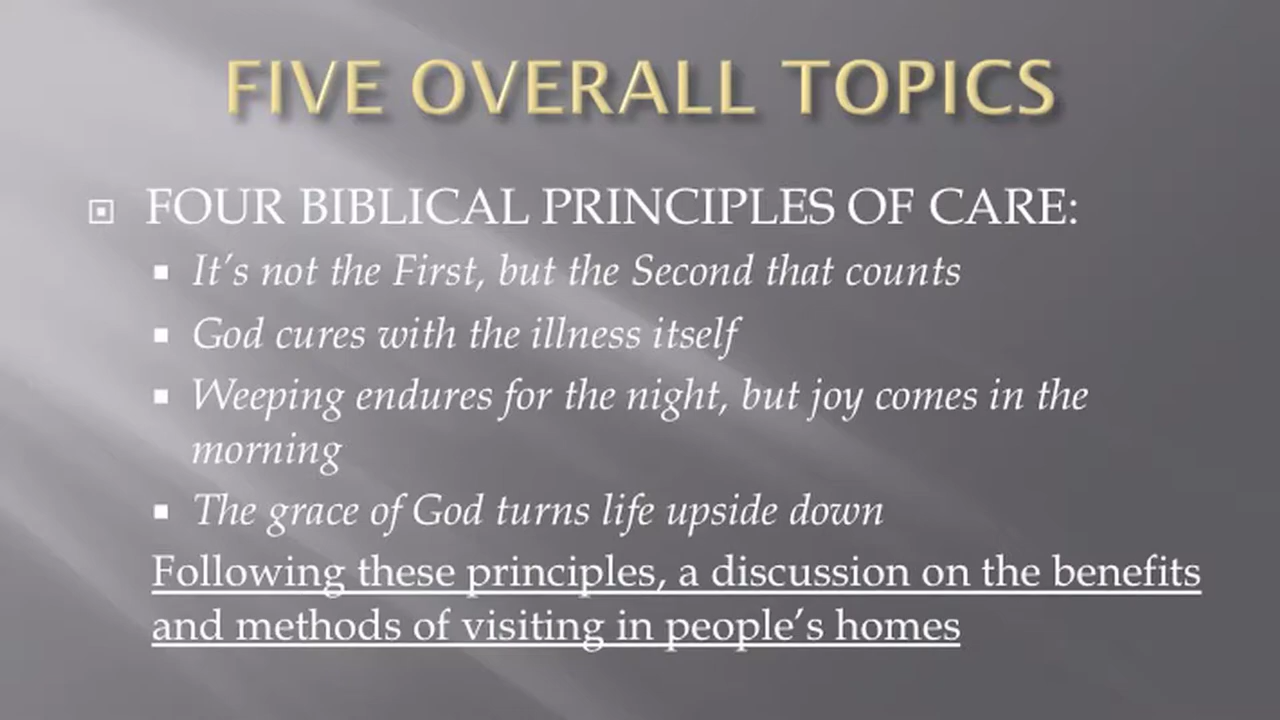 FIVE OVERALL TOPICS
FOUR BIBLICAL PRINCIPLES OF CARE:
It’s not the First, but the Second that counts
God cures with the illness itself
Weeping endures for the night, but joy comes in the
morning
The grace of God turns life upside down
Following these principles, a discussion on the benefits
and methods of visiting in people’s homes